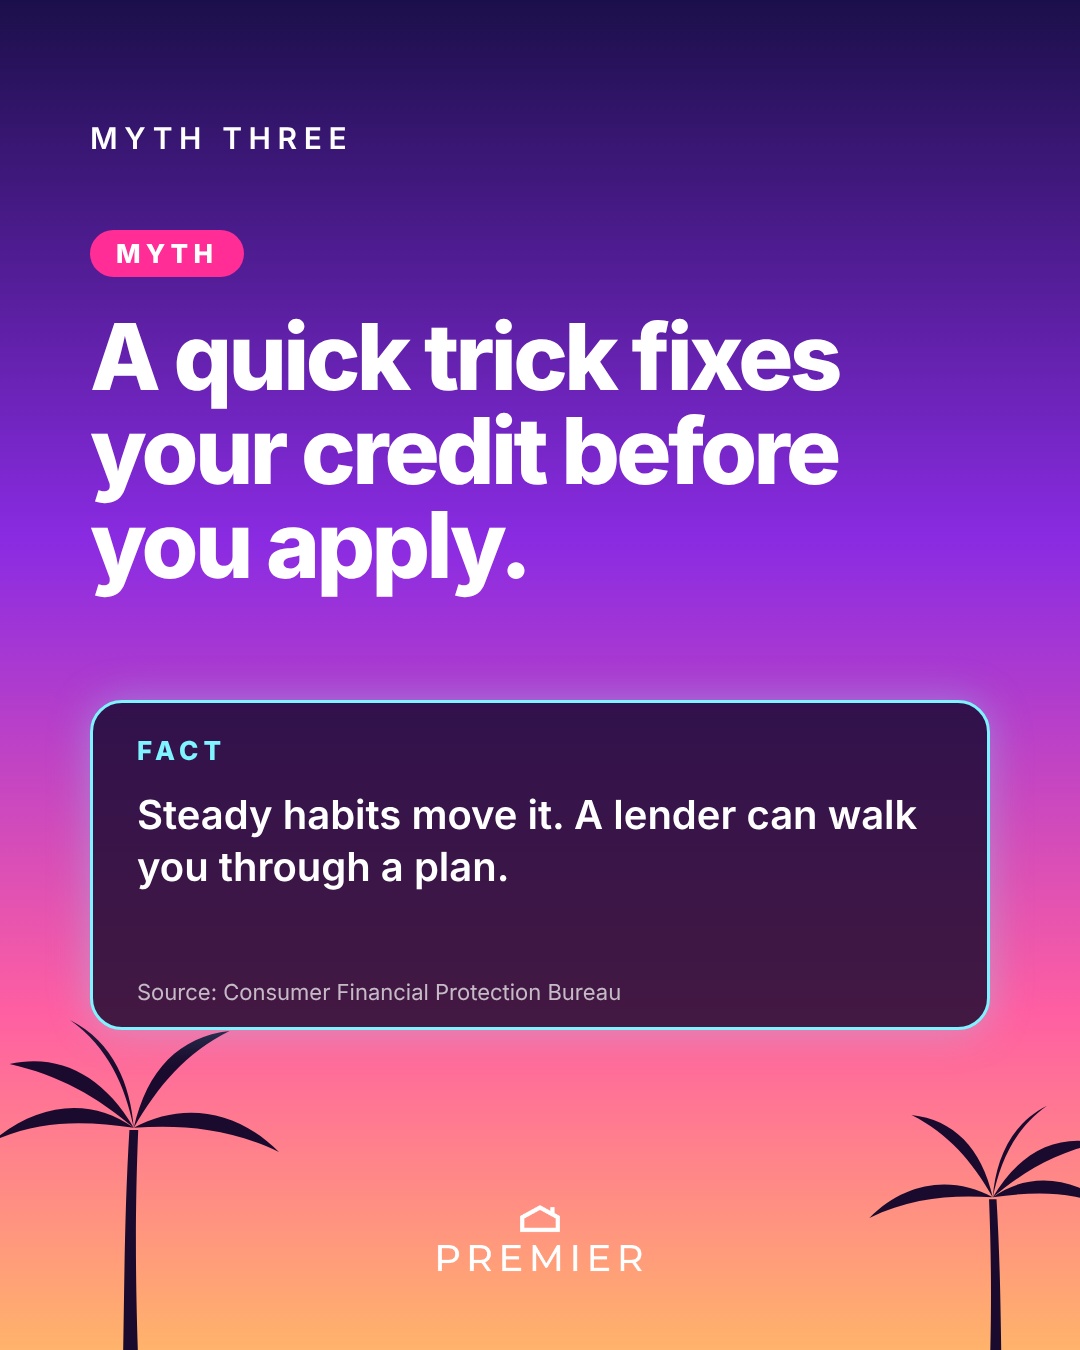 MYTH THREE
MYTH
A quick trick fixes
your credit before
you apply.
FACT
Steady habits move it. A lender can walk
you through a plan.
Source: Consumer Financial Protection Bureau
PREMIER